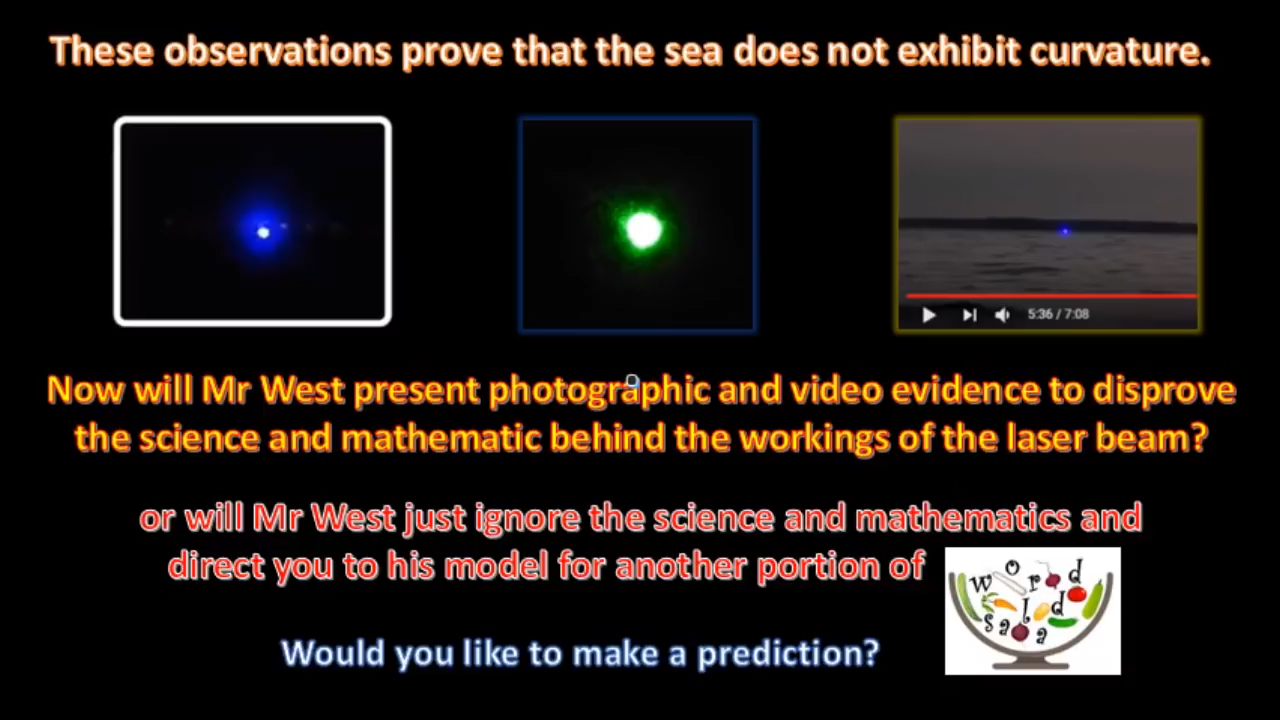 These observations prove that the sea does not exhibit curvature.
5:36 / 7:08
Now will Mr West present photographic and video evidence to disprove
the science and mathematic behind the workings of the laser beam?
or will Mr West just ignore the science and mathematics and
direct you to his model for another portion of
word
salad
Would you like to make a prediction?